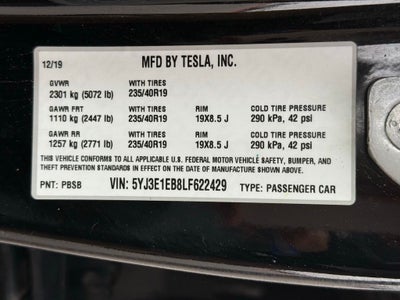 12/19 MFD BY TESLA, INC.
GVWR WITH TIRES
2301 kg (5072 lb) 235/40R19
GAWR FRT WITH TIRES RIM COLD TIRE PRESSURE
1110 kg (2447 lb) 235/40R19 19X8.5 J 290 kPa, 42 psi
GAWR RR WITH TIRES RIM COLD TIRE PRESSURE
1257 kg (2771 lb) 235/40R19 19X8.5 J 290 kPa, 42 psi
THIS VEHICLE CONFORMS TO ALL APPLICABLE U.S. FEDERAL MOTOR VEHICLE SAFETY, BUMPER, AND
THEFT PREVENTION STANDARDS IN EFFECT ON THE DATE OF MANUFACTURE SHOWN ABOVE.
PNT: PBSB VIN: 5YJ3E1EB8LF622429 TYPE: PASSENGER CAR